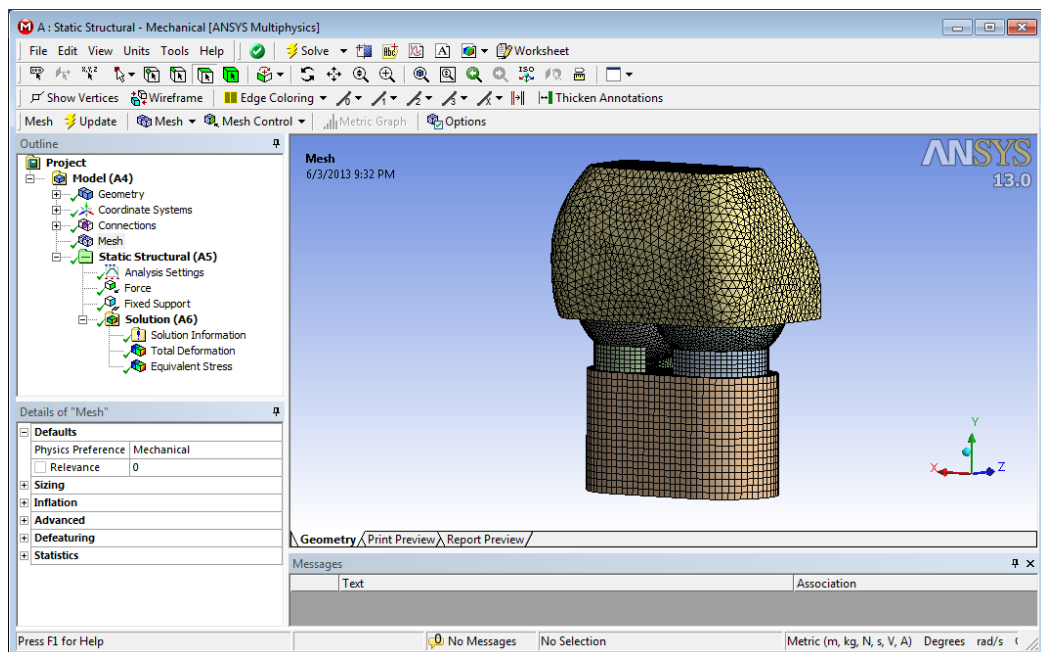 A : Static Structural - Mechanical [ANSYS Multiphysics]
File Edit View Units Tools Help Solve Worksheet
Show Vertices Wireframe Edge Coloring Thicken Annotations
Mesh Update Mesh Mesh Control Metric Graph Options
Outline
Project
Model (A4)
Geometry
Coordinate Systems
Connections
Mesh
Static Structural (A5)
Analysis Settings
Force
Fixed Support
Solution (A6)
Solution Information
Total Deformation
Equivalent Stress
Details of "Mesh"
Defaults
Physics Preference Mechanical
Relevance 0
Sizing
Inflation
Advanced
Defeaturing
Statistics
Mesh
6/3/2013 9:32 PM
ANSYS
13.0
Y
X Z
Geometry Print Preview Report Preview
Messages
Text Association
Press F1 for Help 0 No Messages No Selection Metric (m, kg, N, s, V, A) Degrees rad/s